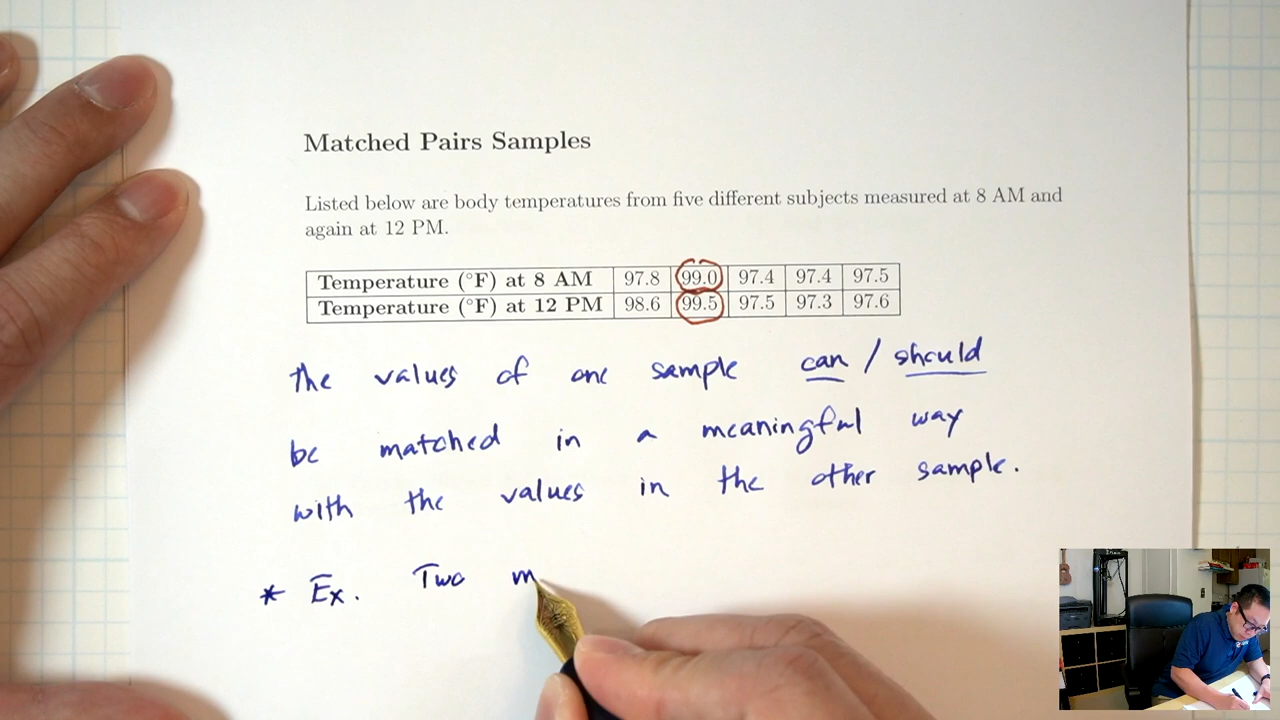 Matched Pairs Samples
Listed below are body temperatures from five different subjects measured at 8 AM and
again at 12 PM.
Temperature (°F) at 8 AM 97.8 99.0 97.4 97.4 97.5
Temperature (°F) at 12 PM 98.6 99.5 97.5 97.3 97.6
The values of one sample can / should
be matched in a meaningful way
with the values in the other sample.
* Ex. Two m